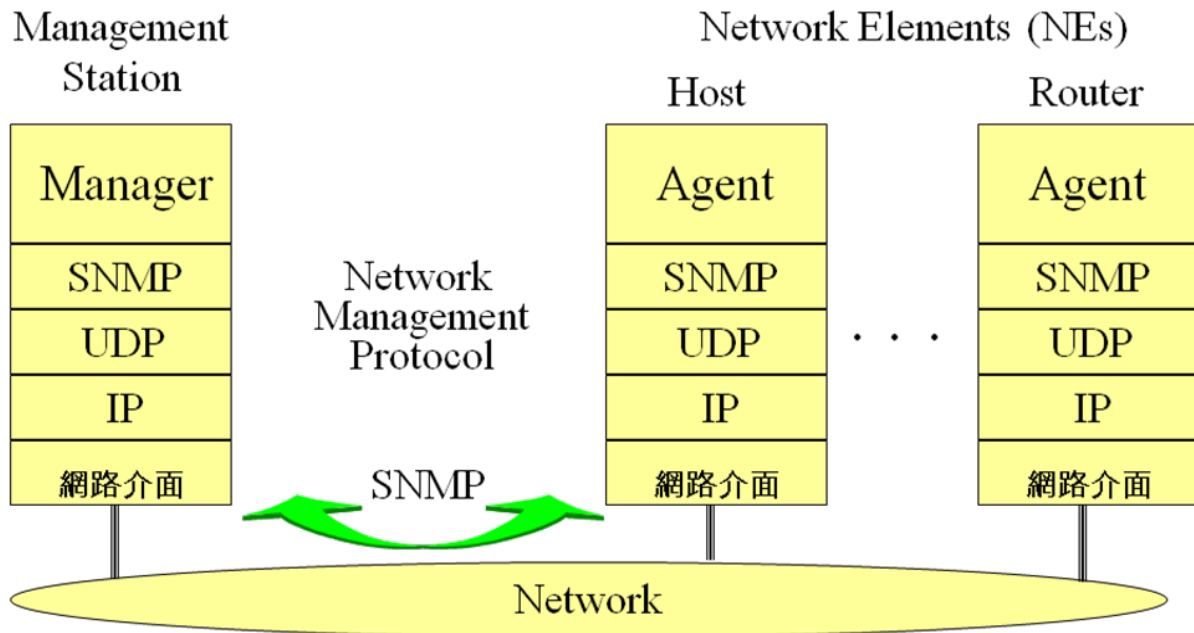 Management
Station
Network Elements (NEs)
Host
Router
Manager
SNMP
UDP
IP
網路介面
Network
Management
Protocol
SNMP
Agent
SNMP
UDP
IP
網路介面
. . .
Agent
SNMP
UDP
IP
網路介面
Network